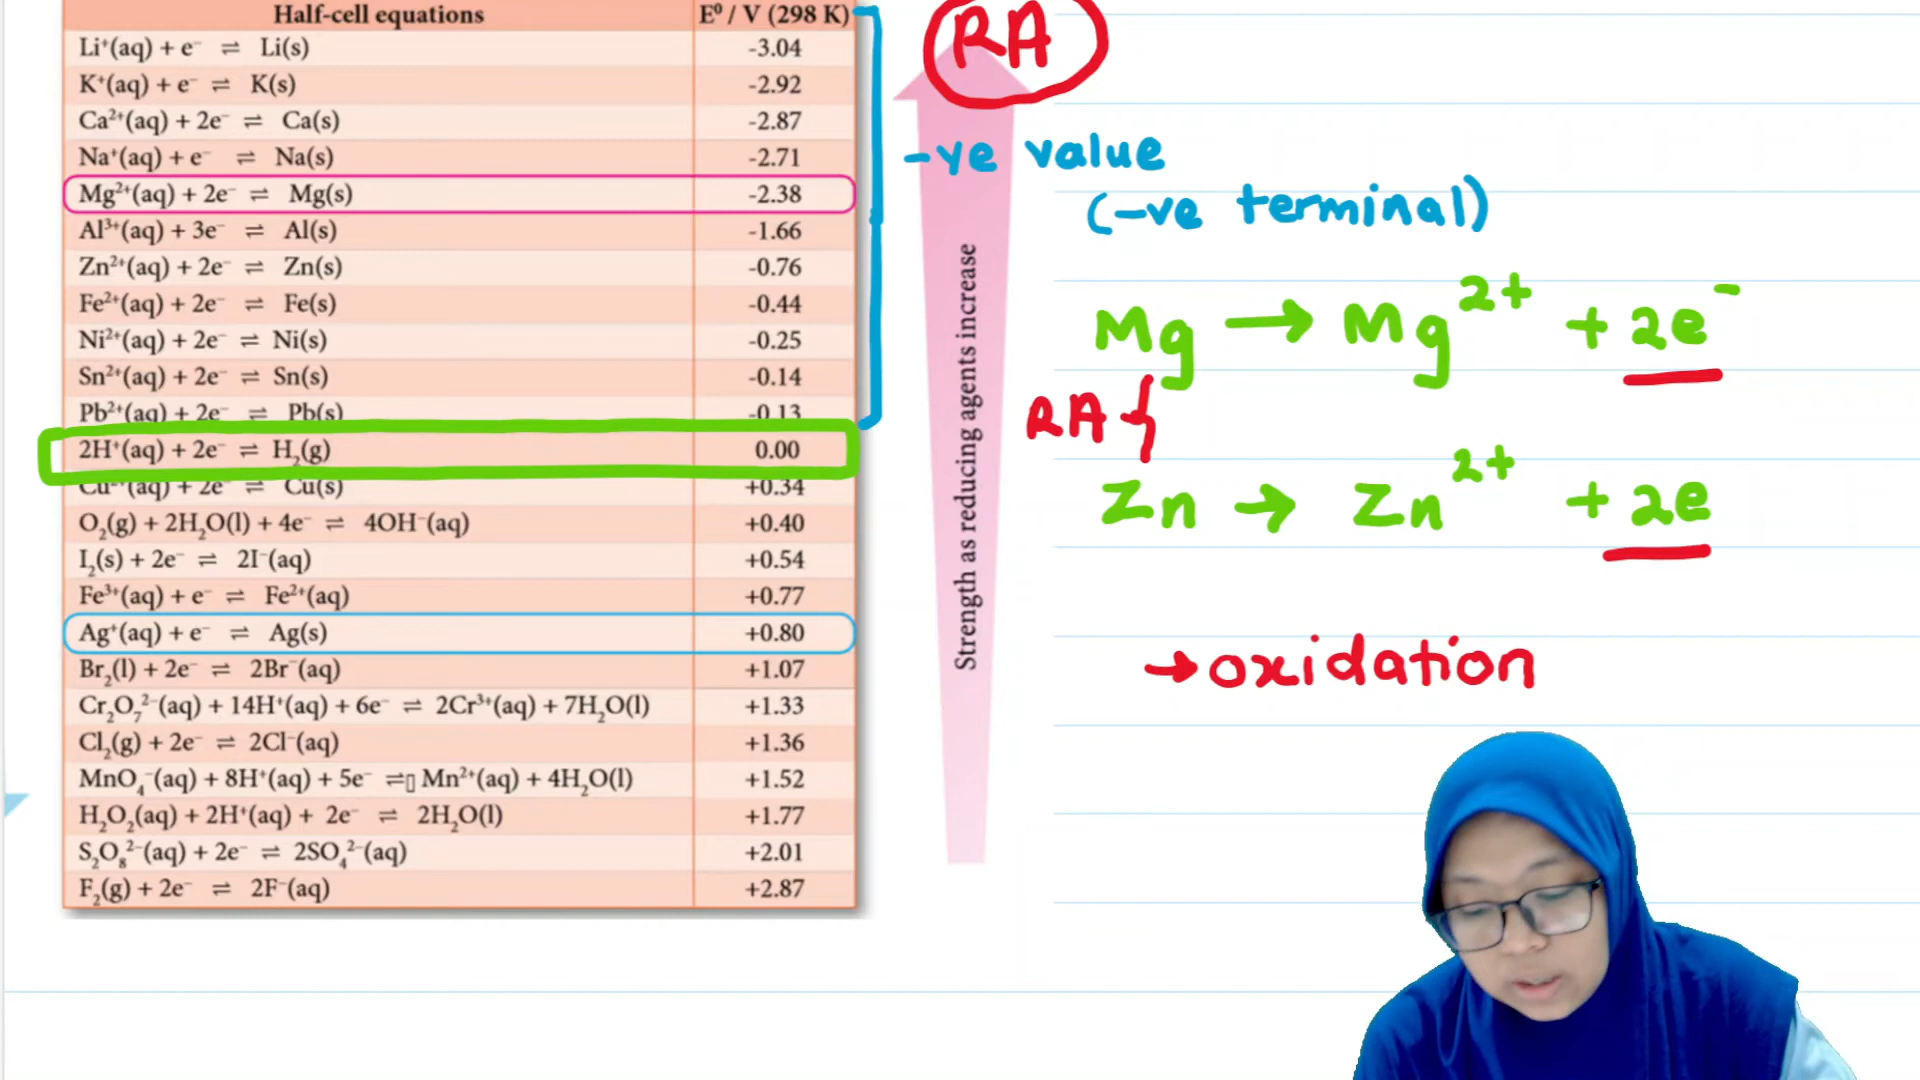 Half-cell equations E⁰ / V (298 K)
Li⁺(aq) + e⁻ ⇌ Li(s) -3.04
K⁺(aq) + e⁻ ⇌ K(s) -2.92
Ca²⁺(aq) + 2e⁻ ⇌ Ca(s) -2.87
Na⁺(aq) + e⁻ ⇌ Na(s) -2.71
Mg²⁺(aq) + 2e⁻ ⇌ Mg(s) -2.38
Al³⁺(aq) + 3e⁻ ⇌ Al(s) -1.66
Zn²⁺(aq) + 2e⁻ ⇌ Zn(s) -0.76
Fe²⁺(aq) + 2e⁻ ⇌ Fe(s) -0.44
Ni²⁺(aq) + 2e⁻ ⇌ Ni(s) -0.25
Sn²⁺(aq) + 2e⁻ ⇌ Sn(s) -0.14
Pb²⁺(aq) + 2e⁻ ⇌ Pb(s) -0.13
2H⁺(aq) + 2e⁻ ⇌ H₂(g) 0.00
Cu²⁺(aq) + 2e⁻ ⇌ Cu(s) +0.34
O₂(g) + 2H₂O(l) + 4e⁻ ⇌ 4OH⁻(aq) +0.40
I₂(s) + 2e⁻ ⇌ 2I⁻(aq) +0.54
Fe³⁺(aq) + e⁻ ⇌ Fe²⁺(aq) +0.77
Ag⁺(aq) + e⁻ ⇌ Ag(s) +0.80
Br₂(l) + 2e⁻ ⇌ 2Br⁻(aq) +1.07
Cr₂O₇²⁻(aq) + 14H⁺(aq) + 6e⁻ ⇌ 2Cr³⁺(aq) + 7H₂O(l) +1.33
Cl₂(g) + 2e⁻ ⇌ 2Cl⁻(aq) +1.36
MnO₄⁻(aq) + 8H⁺(aq) + 5e⁻ ⇌▯ Mn²⁺(aq) + 4H₂O(l) +1.52
H₂O₂(aq) + 2H⁺(aq) + 2e⁻ ⇌ 2H₂O(l) +1.77
S₂O₈²⁻(aq) + 2e⁻ ⇌ 2SO₄²⁻(aq) +2.01
F₂(g) + 2e⁻ ⇌ 2F⁻(aq) +2.87
Strength as reducing agents increase
RA
-ve value
(-ve terminal)
Mg → Mg²⁺ + 2e⁻
RA {
Zn → Zn²⁺ + 2e
→ oxidation